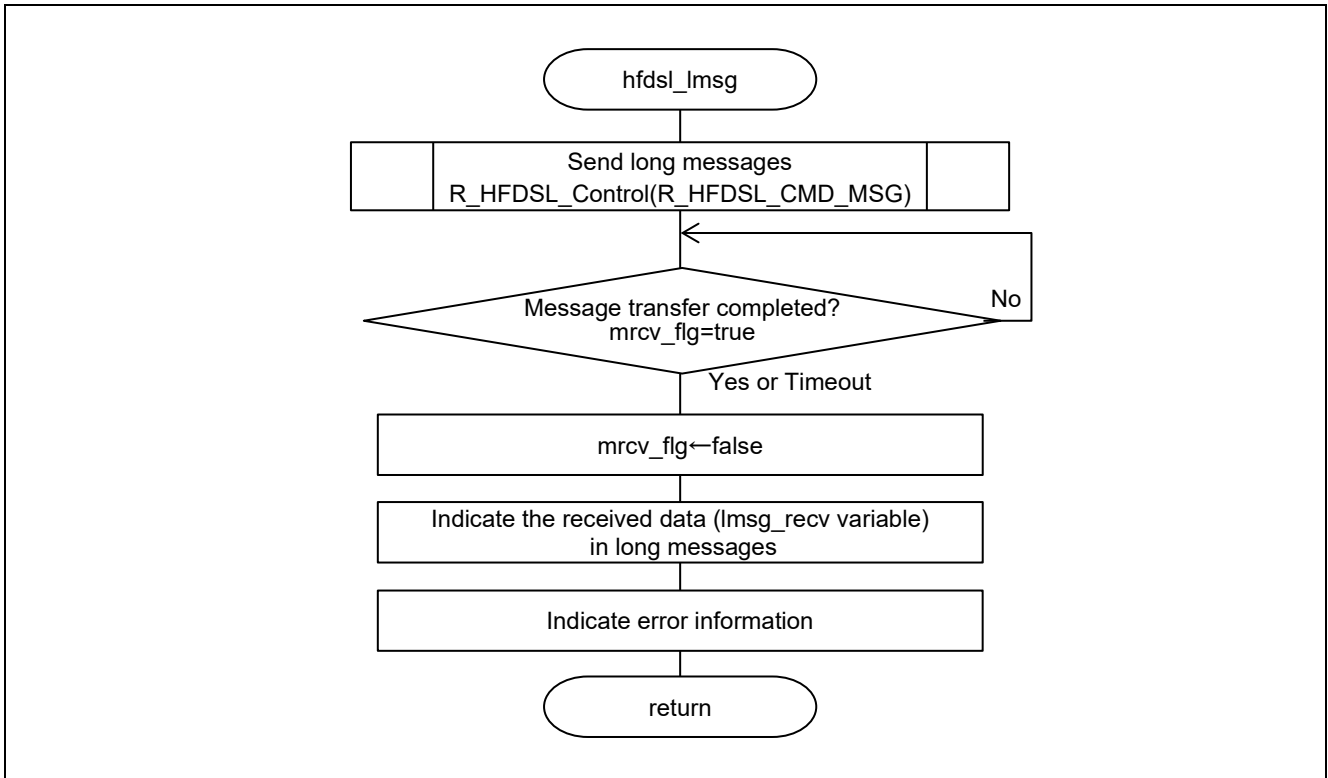 hfdsl_lmsg
Send long messages
R_HFDSL_Control(R_HFDSL_CMD_MSG)
No
Message transfer completed?
mrcv_flg=true
Yes or Timeout
mrcv_flg←false
Indicate the received data (lmsg_recv variable)
in long messages
Indicate error information
return